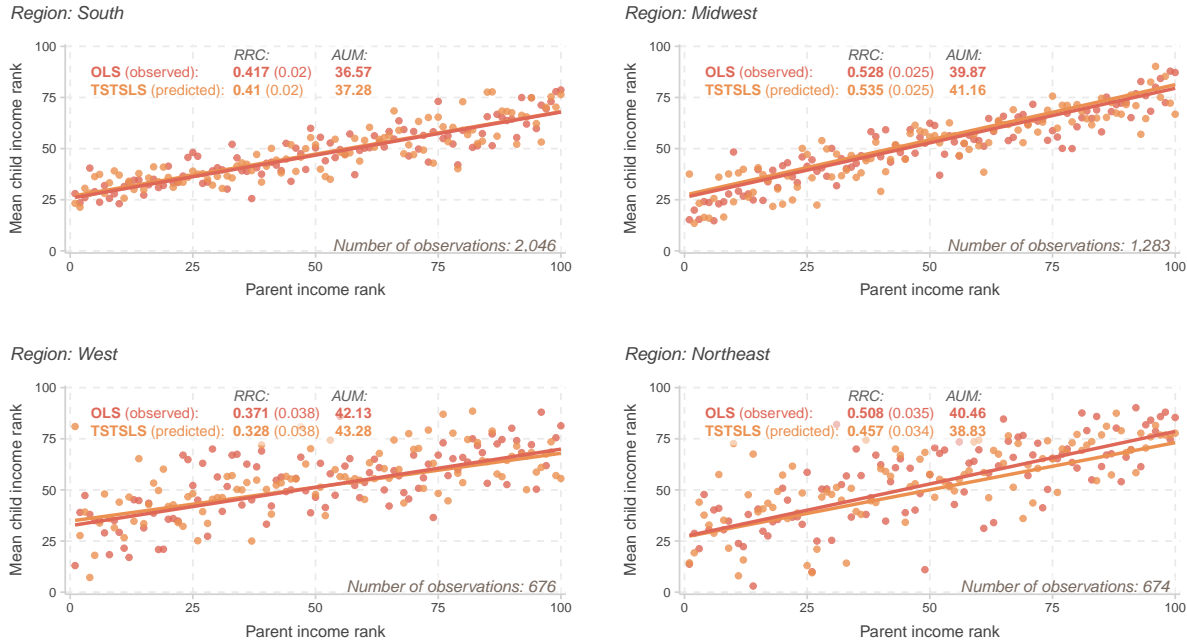 Region: South
Mean child income rank
100
75
50
25
0
RRC: AUM:
OLS (observed): 0.417 (0.02) 36.57
TSTSLS (predicted): 0.41 (0.02) 37.28
Number of observations: 2,046
0 25 50 75 100
Parent income rank
Region: Midwest
Mean child income rank
100
75
50
25
0
RRC: AUM:
OLS (observed): 0.528 (0.025) 39.87
TSTSLS (predicted): 0.535 (0.025) 41.16
Number of observations: 1,283
0 25 50 75 100
Parent income rank
Region: West
Mean child income rank
100
75
50
25
0
RRC: AUM:
OLS (observed): 0.371 (0.038) 42.13
TSTSLS (predicted): 0.328 (0.038) 43.28
Number of observations: 676
0 25 50 75 100
Parent income rank
Region: Northeast
Mean child income rank
100
75
50
25
0
RRC: AUM:
OLS (observed): 0.508 (0.035) 40.46
TSTSLS (predicted): 0.457 (0.034) 38.83
Number of observations: 674
0 25 50 75 100
Parent income rank